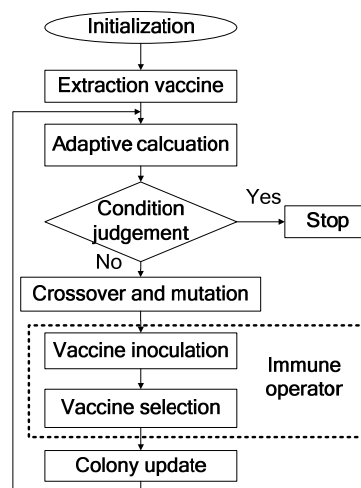 Initialization
Extraction vaccine
Adaptive calcuation
Condition
judgement
Yes
Stop
No
Crossover and mutation
Vaccine inoculation
Immune
operator
Vaccine selection
Colony update